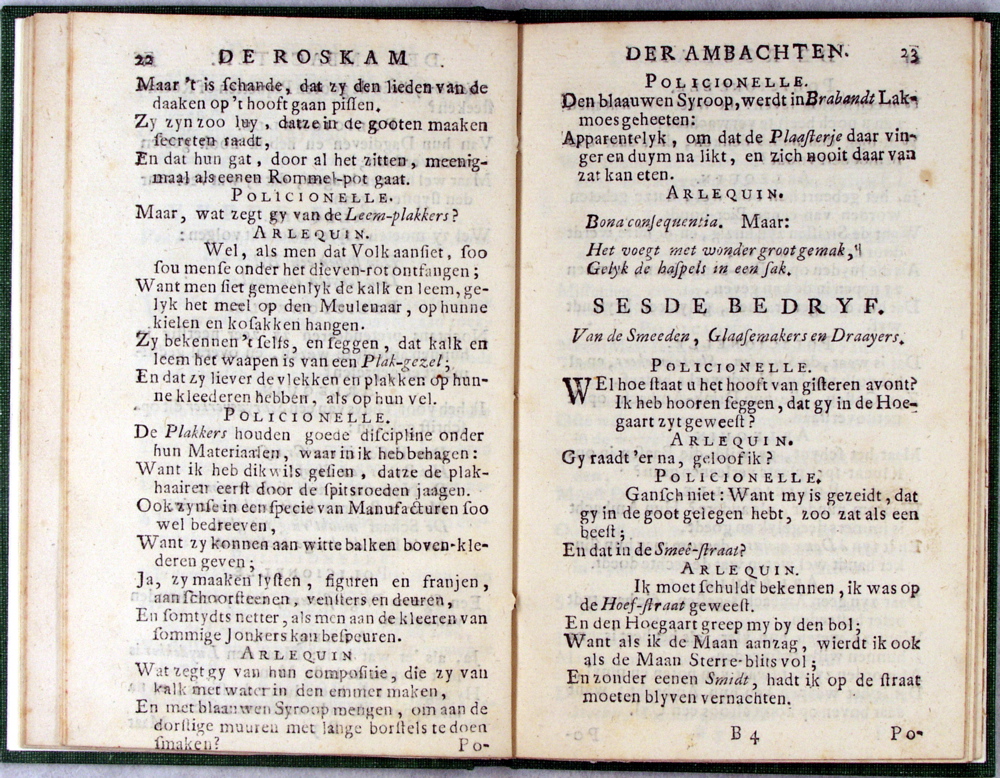 22 DE ROSKAM
Maar 't is schande, dat zy den lieden van de
daaken op 't hooft gaan pissen.
Zy zyn zoo luy, datze in de gooten maaken
secreten raadt,
En dat hun gat, door al het zitten, meenig-
maal als eenen Rommel-pot gaat.
POLICIONELLE.
Maar, wat zegt gy van de Leem-plakkers?
ARLEQUIN.
Wel, als men dat Volk aansiet, soo
sou mense onder het dieven-rot ontfangen;
Want men siet gemeenlyk de kalk en leem, ge-
lyk het meel op den Meulenaar, op hunne
kielen en kosakken hangen.
Zy bekennen 't selfs, en seggen, dat kalk en
leem het waapen is van een Plak-gezel;
En dat zy liever de vlekken en plakken op hun-
ne kleederen hebben, als op hun vel.
POLICIONELLE.
De Plakkers houden goede discipline onder
hun Materiaalen, waar in ik heb behagen:
Want ik heb dikwils gesien, datze de plak-
haairen eerst door de spitsroeden jaagen.
Ook zynse in een specie van Manufacturen soo
wel bedreeven,
Want zy konnen aan witte balken boven-kle-
deren geven;
Ja, zy maaken lysten, figuren en franjen,
aan schoorsteenen, vensters en deuren,
En somtydts netter, als men aan de kleeren van
sommige Jonkers kan bespeuren.
ARLEQUIN
Wat zegt gy van hun compositie, die zy van
kalk met water in den emmer maken,
En met blaauwen Syroop mengen, om aan de
dorstige muuren met lange borstels te doen
smaken?
Po-
DER AMBACHTEN. 23
POLICIONELLE.
Den blaauwen Syroop, werdt in Brabandt Lak-
moes geheeten:
Apparentelyk, om dat de Plaasterje daar vin-
ger en duym na likt, en zich nooit daar van
zat kan eten.
ARLEQUIN.
Bona consequentia. Maar:
Het voegt met wonder groot gemak,
Gelyk de haspels in een sak.
SESDE BEDRYF.
Van de Smeeden, Glaasemakers en Draayers.
POLICIONELLE.
WEl hoe staat u het hooft van gisteren avont?
Ik heb hooren seggen, dat gy in de Hoe-
gaart zyt geweest?
ARLEQUIN.
Gy raadt 'er na, geloof ik?
POLICIONELLE.
Gansch niet: Want my is gezeidt, dat
gy in de goot gelegen hebt, zoo zat als een
beest;
En dat in de Smeê-straat?
ARLEQUIN.
Ik moet schuldt bekennen, ik was op
de Hoef-straat geweest.
En den Hoegaart greep my by den bol;
Want als ik de Maan aanzag, wierdt ik ook
als de Maan Sterre-blits vol;
En zonder eenen Smidt, hadt ik op de straat
moeten blyven vernachten.
B 4 Po-